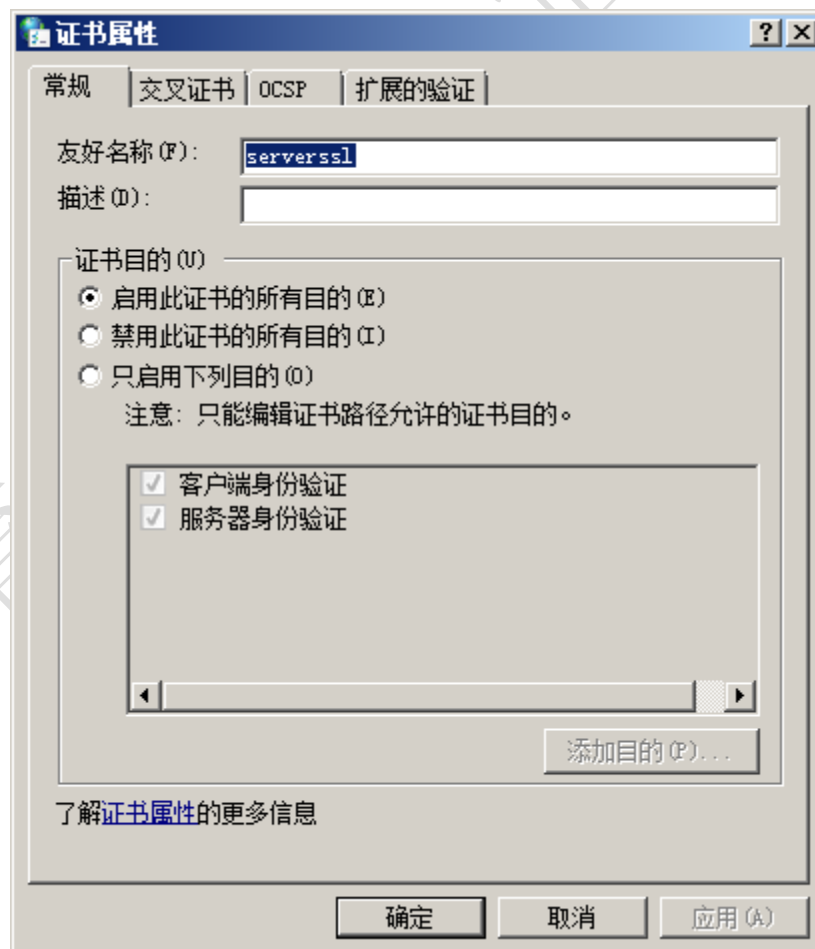 证书属性
常规 交叉证书 OCSP 扩展的验证
友好名称(F): serverssl
描述(D):
证书目的(U)
启用此证书的所有目的(E)
禁用此证书的所有目的(I)
只启用下列目的(O)
注意: 只能编辑证书路径允许的证书目的。
客户端身份验证
服务器身份验证
添加目的(P)...
了解证书属性的更多信息
确定 取消 应用(A)